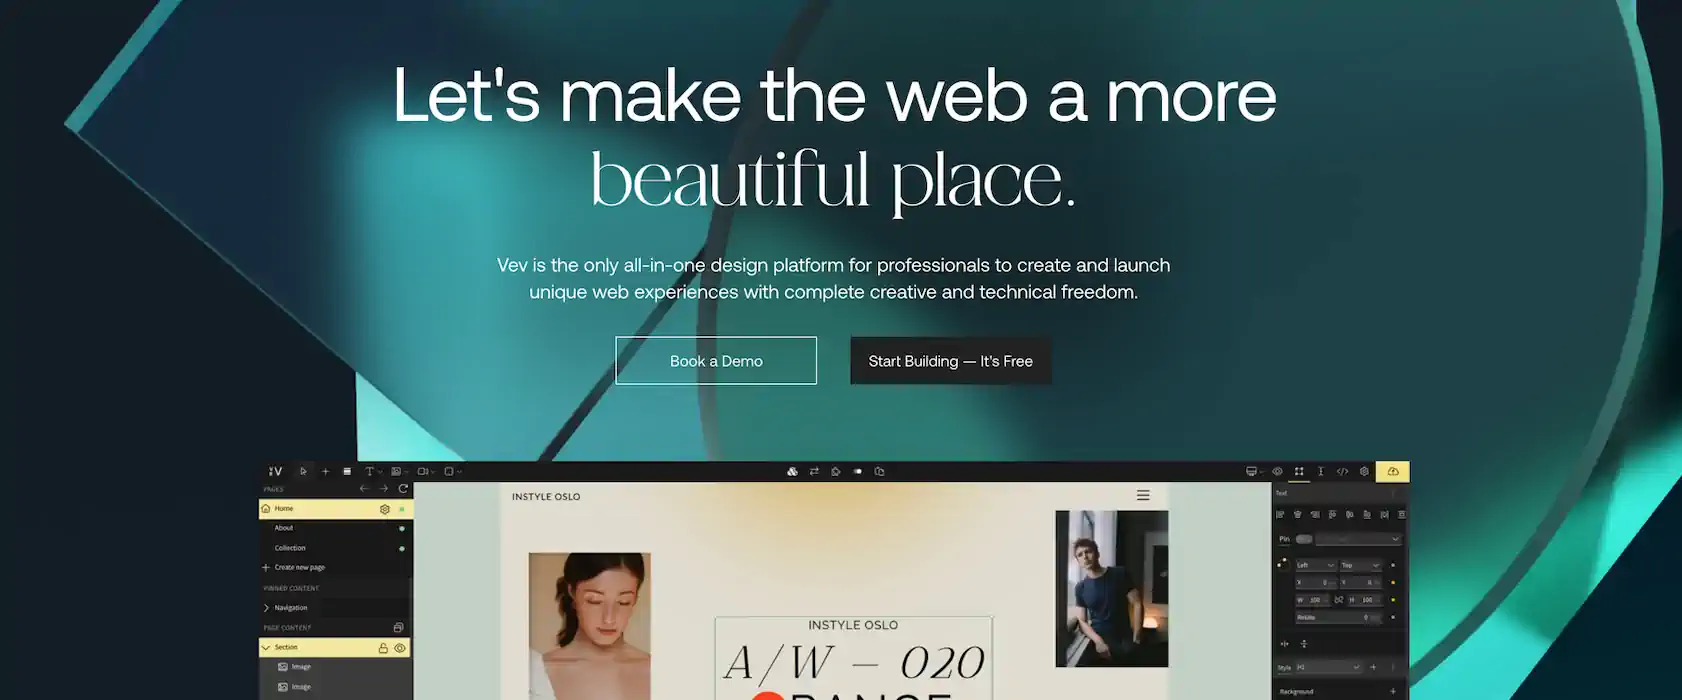 Let's make the web a more
beautiful place.
Vev is the only all-in-one design platform for professionals to create and launch
unique web experiences with complete creative and technical freedom.
Book a Demo
Start Building — It's Free
PAGES
Home
About
Collection
Create new page
PINNED CONTENT
Navigation
PAGE CONTENT
Section
Image
Image
INSTYLE OSLO
INSTYLE OSLO
A/W — 020
Text
Pin
Left
Top
X 0
Y
W
H 100
Rotate 0
Style
Background